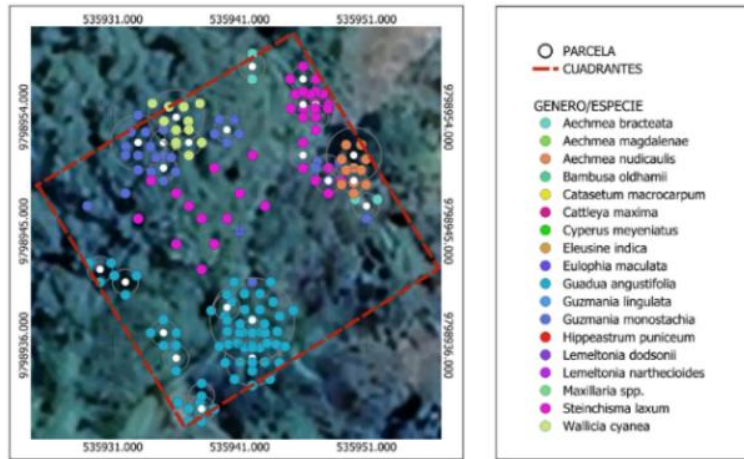 535931.000 535941.000 535951.000
9798954.000
9798945.000
9798936.000
9798954.000
9798945.000
9798936.000
535931.000 535941.000 535951.000
PARCELA
CUADRANTES
GENERO/ESPECIE
Aechmea bracteata
Aechmea magdalenae
Aechmea nudicaulis
Bambusa oldhamii
Catasetum macrocarpum
Cattleya maxima
Cyperus meyeniatus
Eleusine indica
Eulophia maculata
Guadua angustifolia
Guzmania lingulata
Guzmania monostachia
Hippeastrum puniceum
Lemeltonia dodsonii
Lemeltonia narthecioides
Maxillaria spp.
Steinchisma laxum
Wallicia cyanea